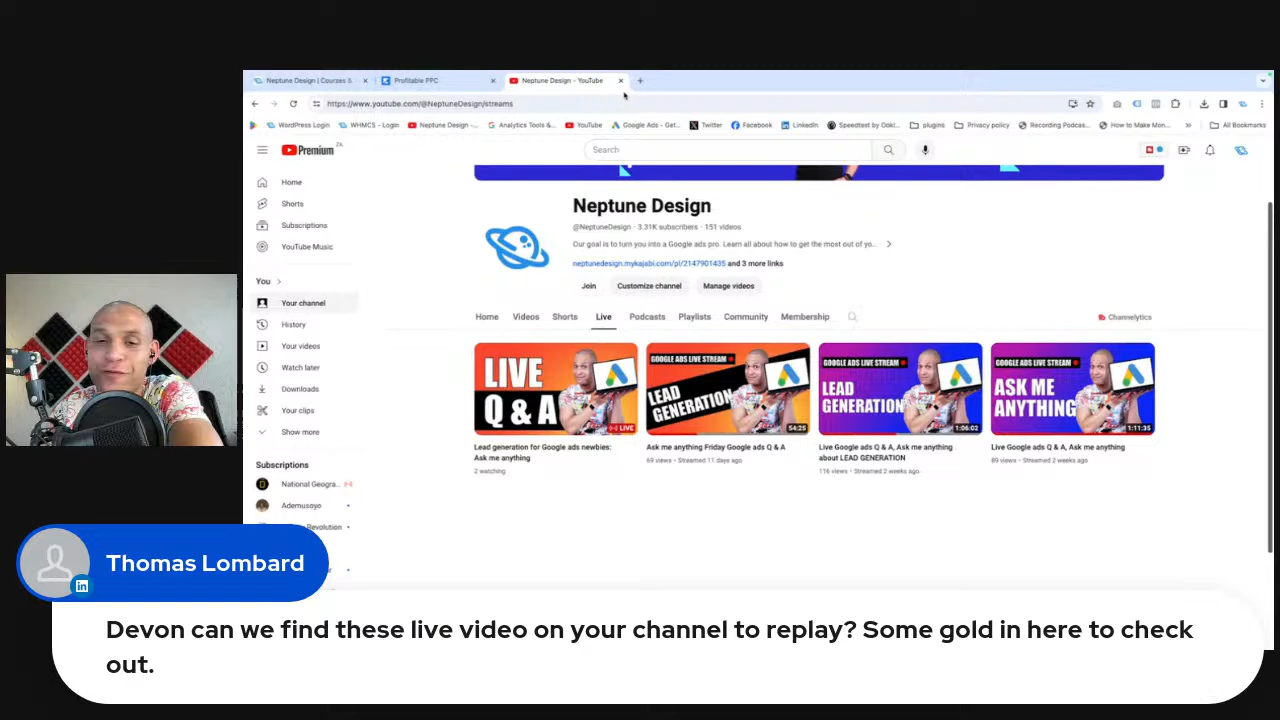 Neptune Design | Courses &
Profitable PPC
Neptune Design - YouTube
https://www.youtube.com/@NeptuneDesign/streams
WordPress Login
WHMCS - Login
Neptune Design -...
Analytics Tools &...
YouTube
Google Ads - Get...
Twitter
Facebook
LinkedIn
Speedtest by Ookl...
plugins
Privacy policy
Recording Podcas...
How to Make Mon...
All Bookmarks
Premium ZA
Search
Home
Shorts
Subscriptions
YouTube Music
You
Your channel
History
Your videos
Watch later
Downloads
Your clips
Show more
Subscriptions
National Geogra...
Ademusoyo
Revolution
Neptune Design
@NeptuneDesign · 3.31K subscribers · 151 videos
Our goal is to turn you into a Google ads pro. Learn all about how to get the most out of yo...
neptunedesign.mykajabi.com/pl/2147901435 and 3 more links
Join
Customize channel
Manage videos
Home
Videos
Shorts
Live
Podcasts
Playlists
Community
Membership
Channelytics
LIVE
Q & A
LIVE
Lead generation for Google ads newbies:
Ask me anything
2 watching
GOOGLE ADS LIVE STREAM
LEAD
GENERATION
54:25
Ask me anything Friday Google ads Q & A
69 views · Streamed 11 days ago
GOOGLE ADS LIVE STREAM
LEAD
GENERATION
1:06:02
Live Google ads Q & A, Ask me anything
about LEAD GENERATION
116 views · Streamed 2 weeks ago
GOOGLE ADS LIVE STREAM
ASK ME
ANYTHING
1:11:35
Live Google ads Q & A, Ask me anything
89 views · Streamed 2 weeks ago
Thomas Lombard
in
Devon can we find these live video on your channel to replay? Some gold in here to check
out.